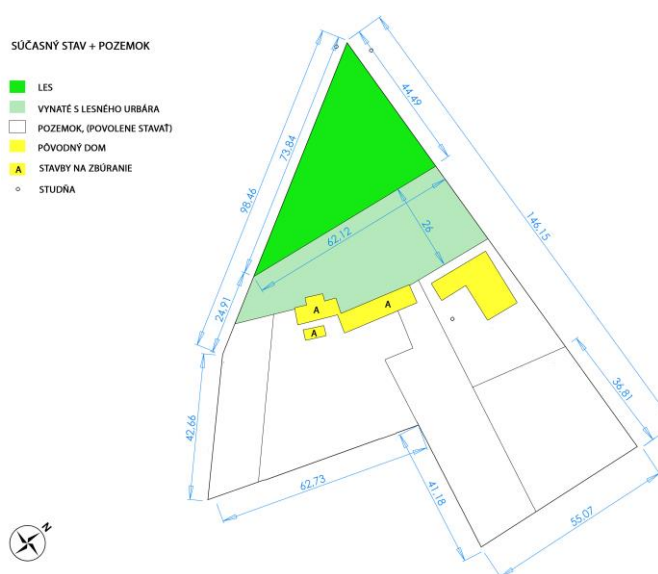 SÚČASNÝ STAV + POZEMOK
LES
VYNATÉ S LESNÉHO URBÁRA
POZEMOK, (POVOLENE STAVAŤ)
PÔVODNÝ DOM
A STAVBY NA ZBÚRANIE
STUDŇA
98,46
73,84
44,49
146,15
62,12
26
24,91
A
A
A
42,66
36,81
62,73
41,18
55,07
N